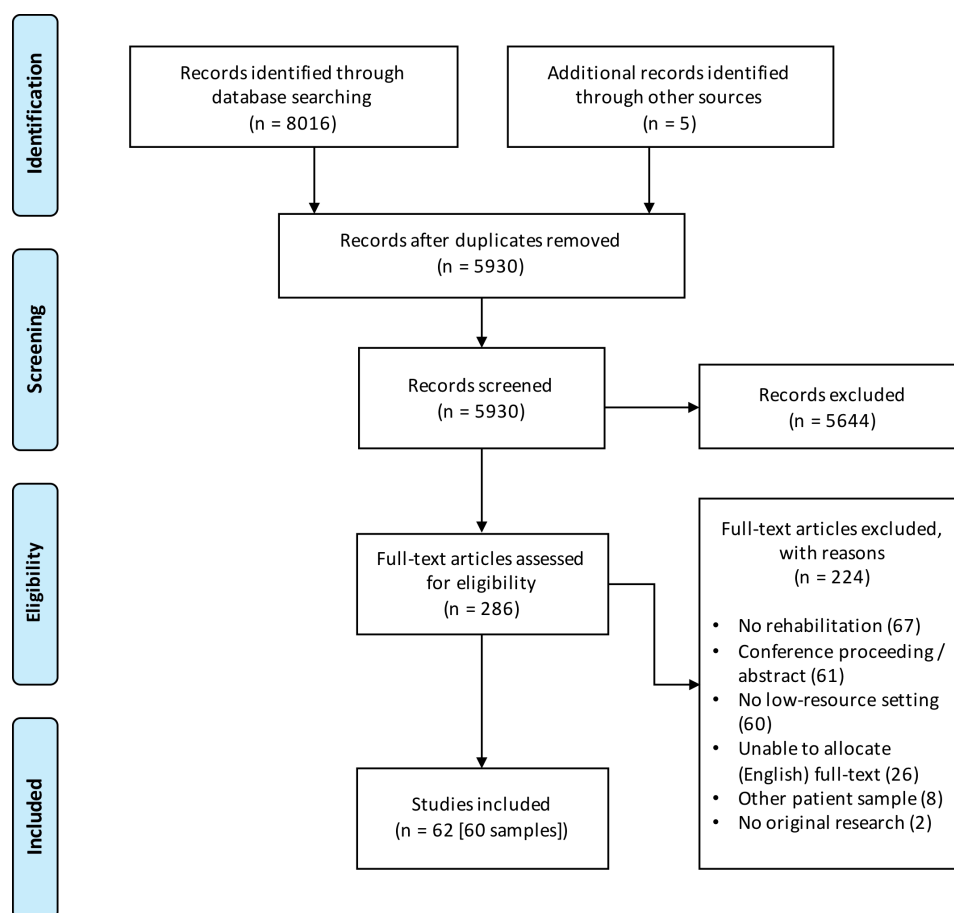 Identification
Records identified through
database searching
(n = 8016)
Additional records identified
through other sources
(n = 5)
Records after duplicates removed
(n = 5930)
Screening
Records screened
(n = 5930)
Records excluded
(n = 5644)
Eligibility
Full-text articles assessed
for eligibility
(n = 286)
Full-text articles excluded,
with reasons
(n = 224)
• No rehabilitation (67)
• Conference proceeding /
abstract (61)
• No low-resource setting
(60)
• Unable to allocate
(English) full-text (26)
• Other patient sample (8)
• No original research (2)
Included
Studies included
(n = 62 [60 samples])